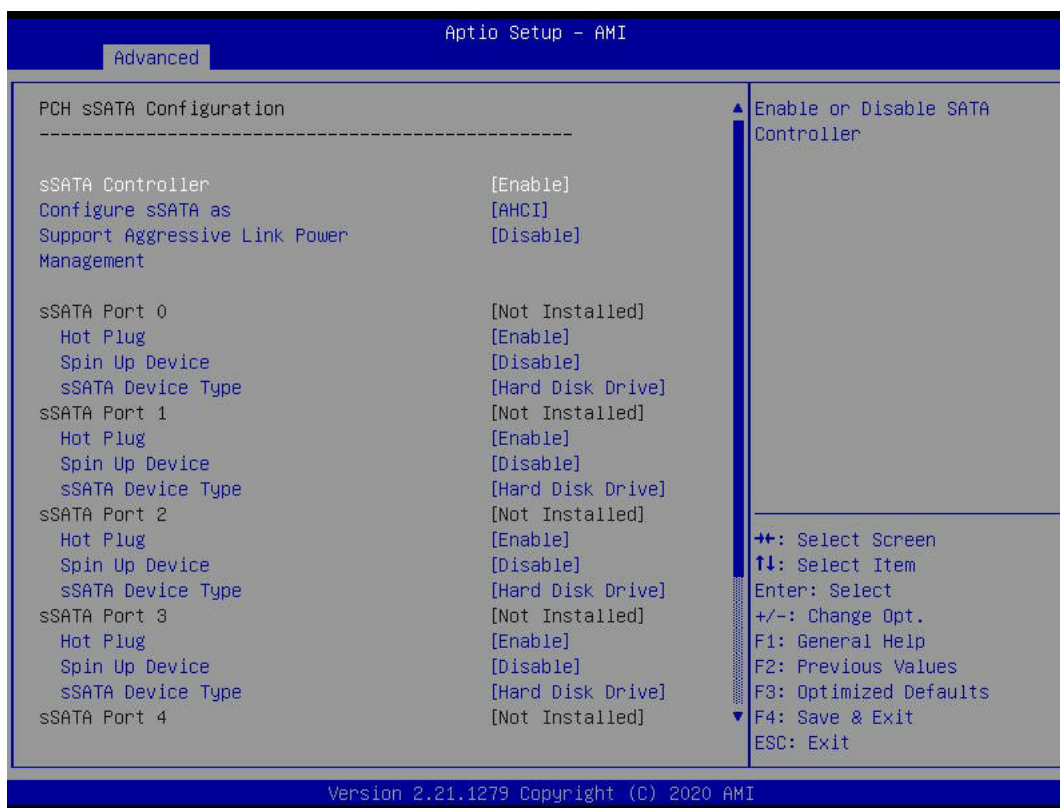 Aptio Setup - AMI
Advanced
PCH sSATA Configuration
--------------------------------------------------
sSATA Controller [Enable]
Configure sSATA as [AHCI]
Support Aggressive Link Power [Disable]
Management
sSATA Port 0 [Not Installed]
Hot Plug [Enable]
Spin Up Device [Disable]
sSATA Device Type [Hard Disk Drive]
sSATA Port 1 [Not Installed]
Hot Plug [Enable]
Spin Up Device [Disable]
sSATA Device Type [Hard Disk Drive]
sSATA Port 2 [Not Installed]
Hot Plug [Enable]
Spin Up Device [Disable]
sSATA Device Type [Hard Disk Drive]
sSATA Port 3 [Not Installed]
Hot Plug [Enable]
Spin Up Device [Disable]
sSATA Device Type [Hard Disk Drive]
sSATA Port 4 [Not Installed]
Enable or Disable SATA
Controller
→←: Select Screen
↑↓: Select Item
Enter: Select
+/-: Change Opt.
F1: General Help
F2: Previous Values
F3: Optimized Defaults
F4: Save & Exit
ESC: Exit
Version 2.21.1279 Copyright (C) 2020 AMI